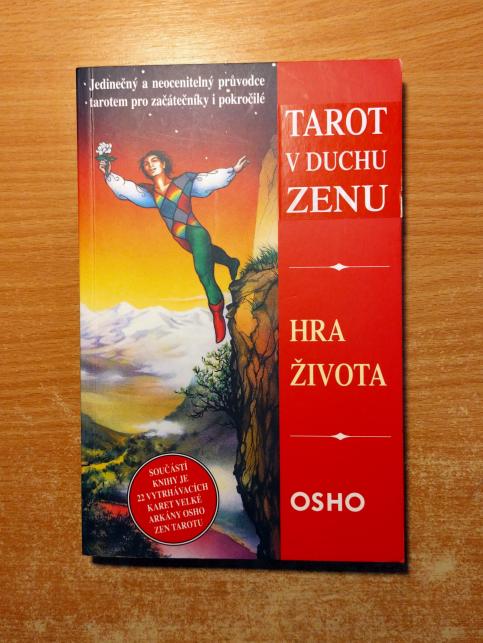 Jedinečný a neocenitelný průvodce
tarotem pro začátečníky i pokročilé
TAROT
V DUCHU
ZENU
HRA
ŽIVOTA
OSHO
SOUČÁSTÍ
KNIHY JE
22 VYTRHÁVACÍCH
KARET VELKÉ
ARKÁNY OSHO
ZEN TAROTU